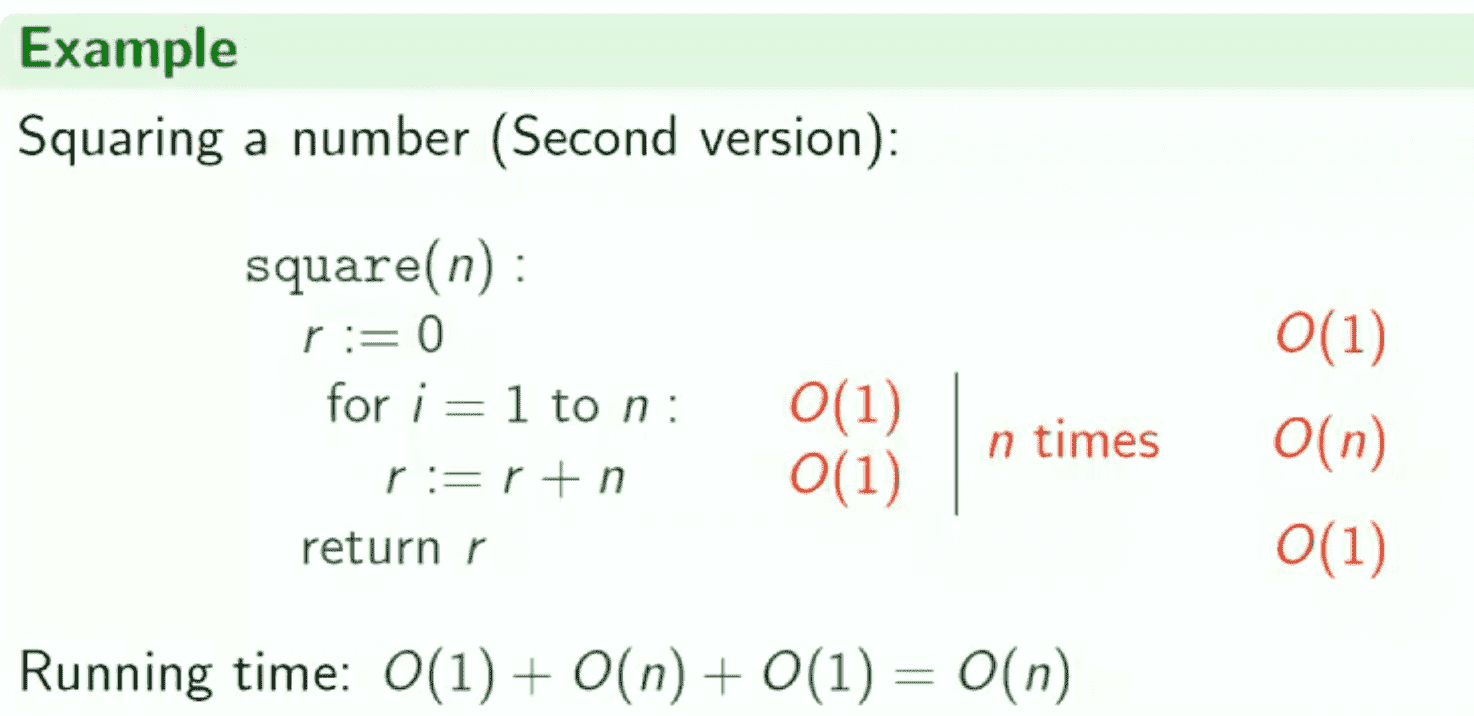 Example
Squaring a number (Second version):
square(n) :
r := 0 O(1)
for i = 1 to n : O(1)
n times O(n)
r := r + n O(1)
return r O(1)
Running time: O(1) + O(n) + O(1) = O(n)